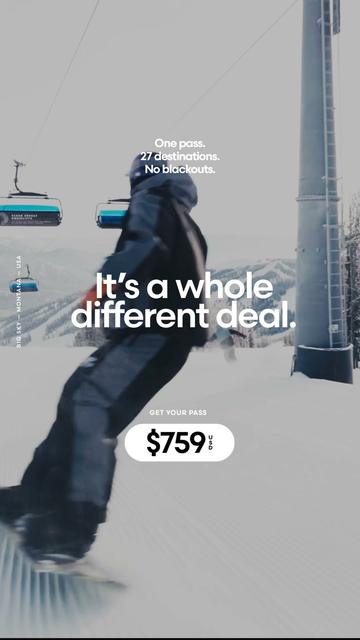 One pass.
27 destinations.
No blackouts.
BIG SKY — MONTANA — USA
It's a whole
different deal.
GET YOUR PASS
$759 USD